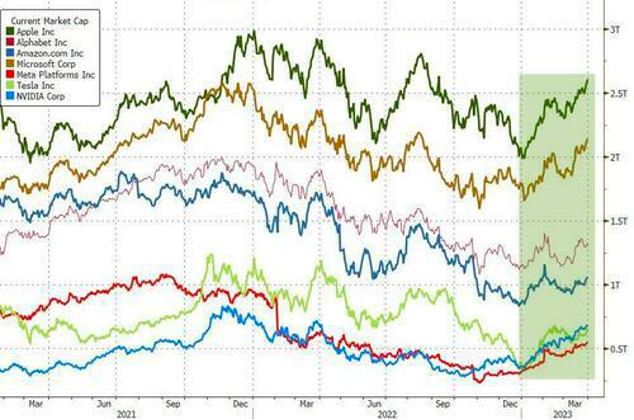 Current Market Cap
Apple Inc
Alphabet Inc
Amazon.com Inc
Microsoft Corp
Meta Platforms Inc
Tesla Inc
NVIDIA Corp
3T
2.5T
2T
1.5T
1T
0.5T
Mar Jun Sep Dec Mar Jun Sep Dec Mar
2021 2022 2023